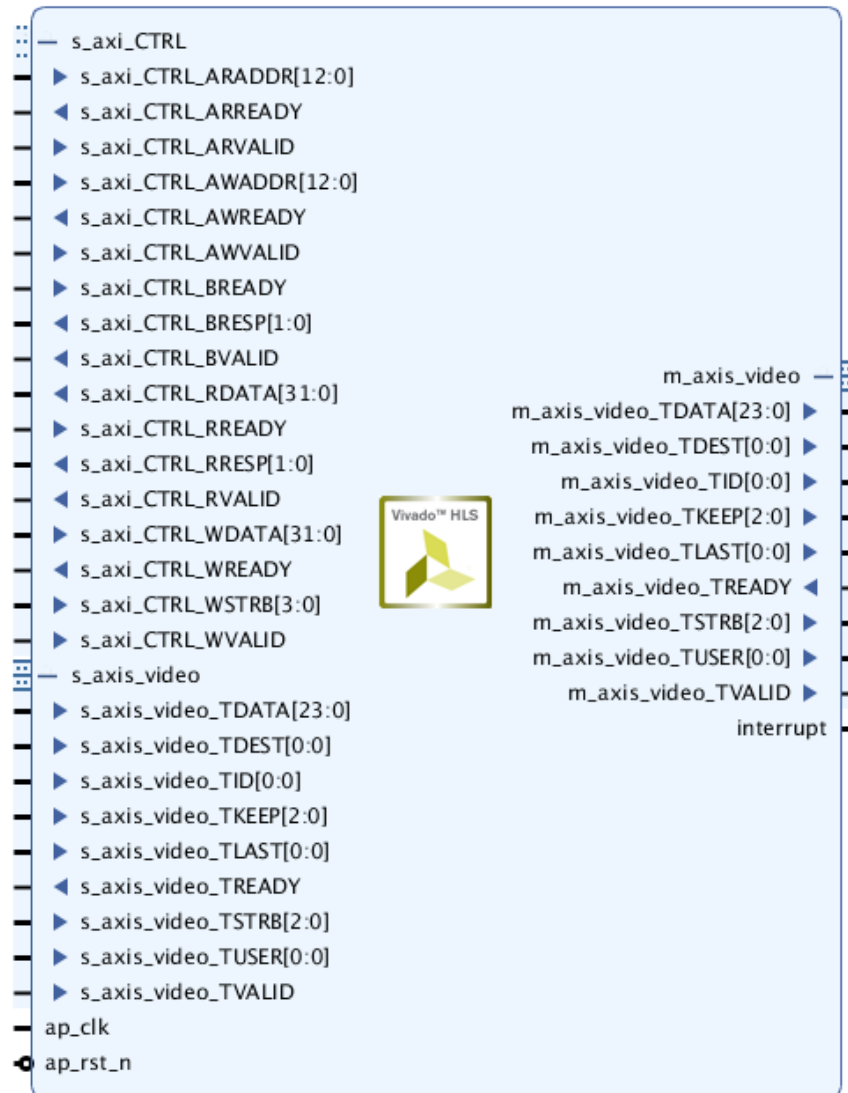 s_axi_CTRL
s_axi_CTRL_ARADDR[12:0]
s_axi_CTRL_ARREADY
s_axi_CTRL_ARVALID
s_axi_CTRL_AWADDR[12:0]
s_axi_CTRL_AWREADY
s_axi_CTRL_AWVALID
s_axi_CTRL_BREADY
s_axi_CTRL_BRESP[1:0]
s_axi_CTRL_BVALID
s_axi_CTRL_RDATA[31:0]
s_axi_CTRL_RREADY
s_axi_CTRL_RRESP[1:0]
s_axi_CTRL_RVALID
s_axi_CTRL_WDATA[31:0]
s_axi_CTRL_WREADY
s_axi_CTRL_WSTRB[3:0]
s_axi_CTRL_WVALID
s_axis_video
s_axis_video_TDATA[23:0]
s_axis_video_TDEST[0:0]
s_axis_video_TID[0:0]
s_axis_video_TKEEP[2:0]
s_axis_video_TLAST[0:0]
s_axis_video_TREADY
s_axis_video_TSTRB[2:0]
s_axis_video_TUSER[0:0]
s_axis_video_TVALID
ap_clk
ap_rst_n
Vivado™ HLS
m_axis_video
m_axis_video_TDATA[23:0]
m_axis_video_TDEST[0:0]
m_axis_video_TID[0:0]
m_axis_video_TKEEP[2:0]
m_axis_video_TLAST[0:0]
m_axis_video_TREADY
m_axis_video_TSTRB[2:0]
m_axis_video_TUSER[0:0]
m_axis_video_TVALID
interrupt